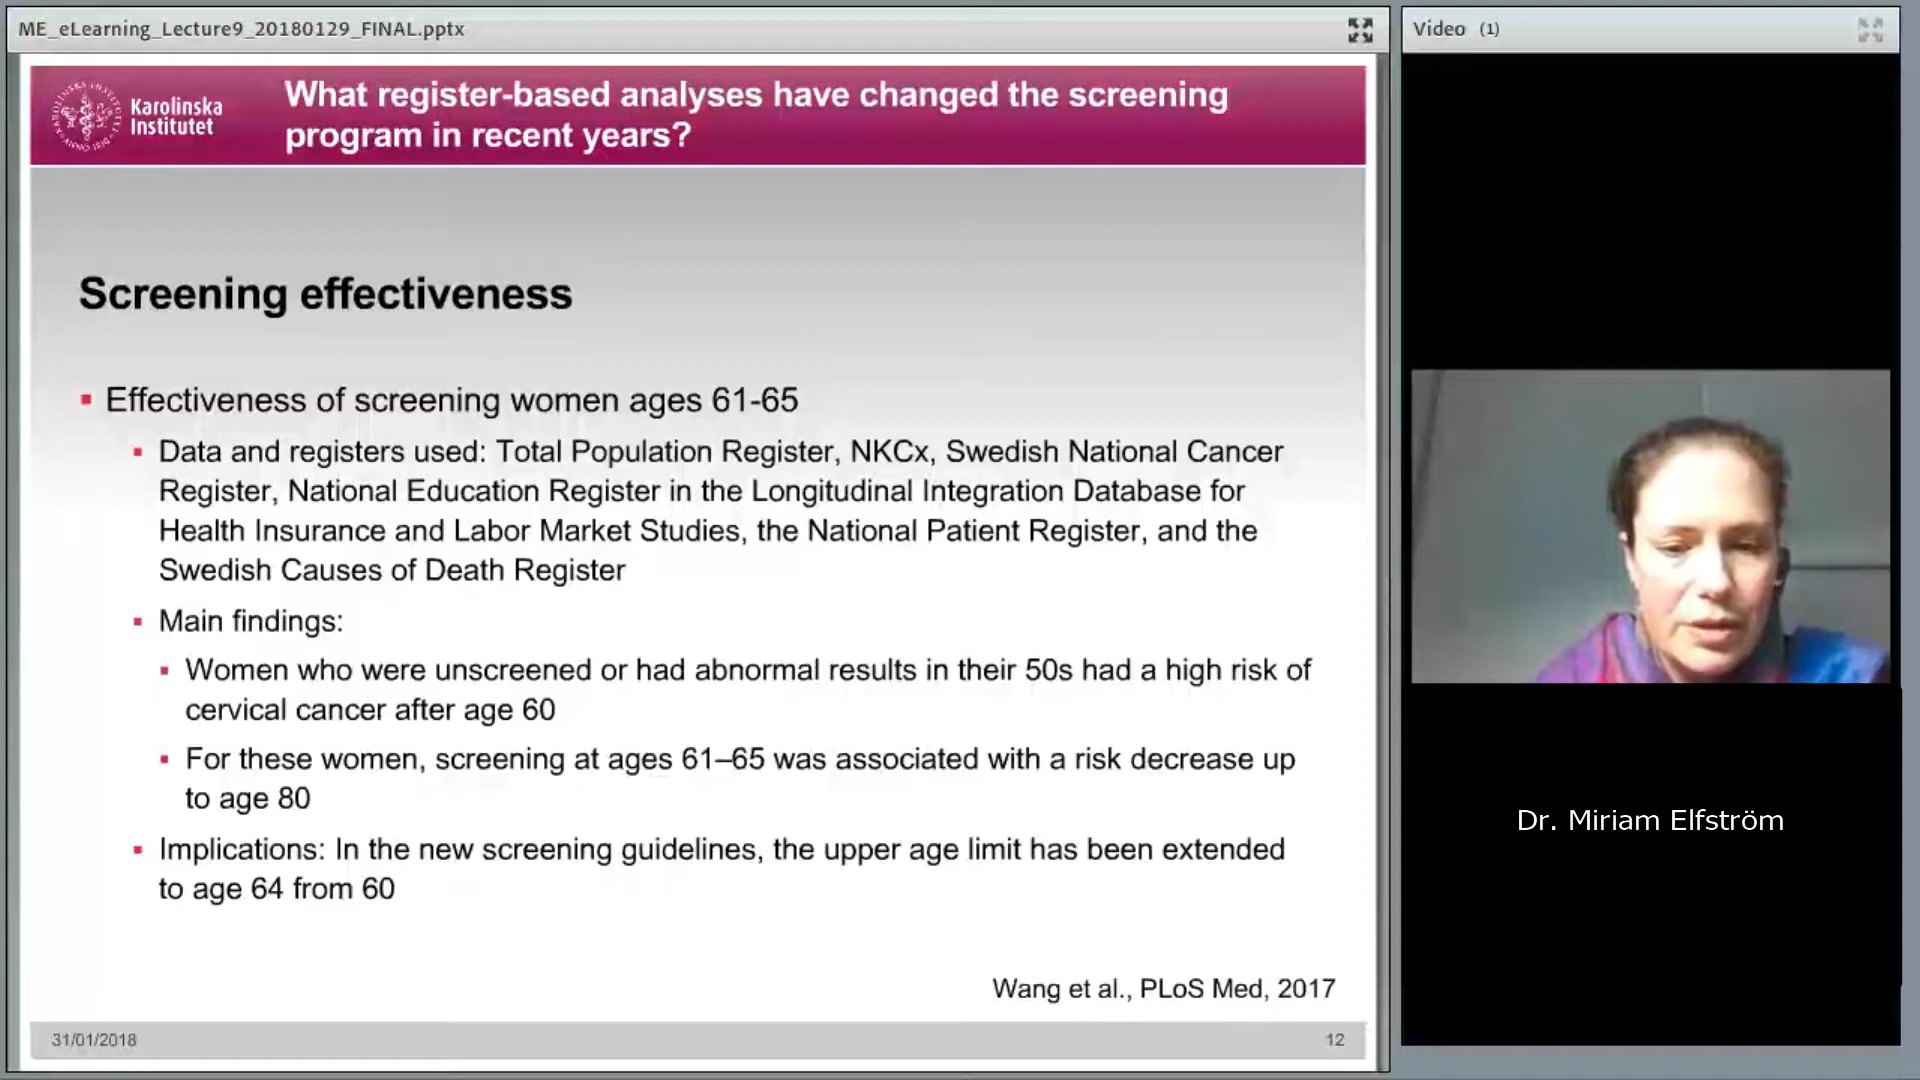 ME_eLearning_Lecture9_20180129_FINAL.pptx
Video (1)
Karolinska
Institutet
What register-based analyses have changed the screening
program in recent years?
Screening effectiveness
▪ Effectiveness of screening women ages 61-65
▪ Data and registers used: Total Population Register, NKCx, Swedish National Cancer
Register, National Education Register in the Longitudinal Integration Database for
Health Insurance and Labor Market Studies, the National Patient Register, and the
Swedish Causes of Death Register
▪ Main findings:
▪ Women who were unscreened or had abnormal results in their 50s had a high risk of
cervical cancer after age 60
▪ For these women, screening at ages 61–65 was associated with a risk decrease up
to age 80
▪ Implications: In the new screening guidelines, the upper age limit has been extended
to age 64 from 60
Wang et al., PLoS Med, 2017
31/01/2018
12
Dr. Miriam Elfström